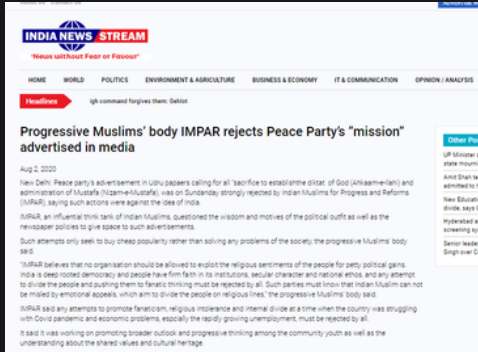 INDIA NEWS STREAM
"News without Fear or Favour"
HOME WORLD POLITICS ENVIRONMENT & AGRICULTURE BUSINESS & ECONOMY IT & COMMUNICATION OPINION / ANALYSIS
Headlines igh command forgives them: Gehlot
Progressive Muslims' body IMPAR rejects Peace Party's "mission"
advertised in media
Aug 2, 2020
New Delhi: Peace party's advertisement in Udru papaers calling for all 'sacrifice to establishthe diktat of God (Ahkaam-e-ilahi) and
administration of Mustafa (Nizam-e-Mustafa), was on Sundanday strongly rejected by Indian Muslims for Progress and Reforms
(IMPAR), saying such actions were against the idea of India.
IMPAR, an influential think tank of Indian Muslims, questioned the wisdom and motives of the political outfit as well as the
newspaper policies to give space to such advertisements.
Such attempts only seek to buy cheap popularity rather than solving any problems of the society, the progressive Muslims' body
said.
"IMPAR believes that no organisation should be allowed to exploit the religious sentiments of the people for petty political gains.
India is deep rooted democracy and people have firm faith in its institutions, secular character and national ethos, and any attempt
to divide the people and pushing them to fanatic thinking must be rejected by all. Such parties must know that Indian Muslim can not
be misled by emotional appeals, which aim to divide the people on religious lines," the progressive Muslims' body said.
IMPAR said any attempts to promote fanaticism, religious intolerance and internal divide at a time when the country was struggling
with Covid pandemic and economic problems, espcially the rapidly growing unemployment, must be rejected by all.
It said it was working on promoting broader outlook and progressive thinking among the community youth as well as the
understanding about the shared values and cultural heritage.
Other Po
UP Minister
state mourni
Amit Shah te
admitted to h
New Educati
divide, says
Hyderabad a
screening sy
Senior leade
Singh over C